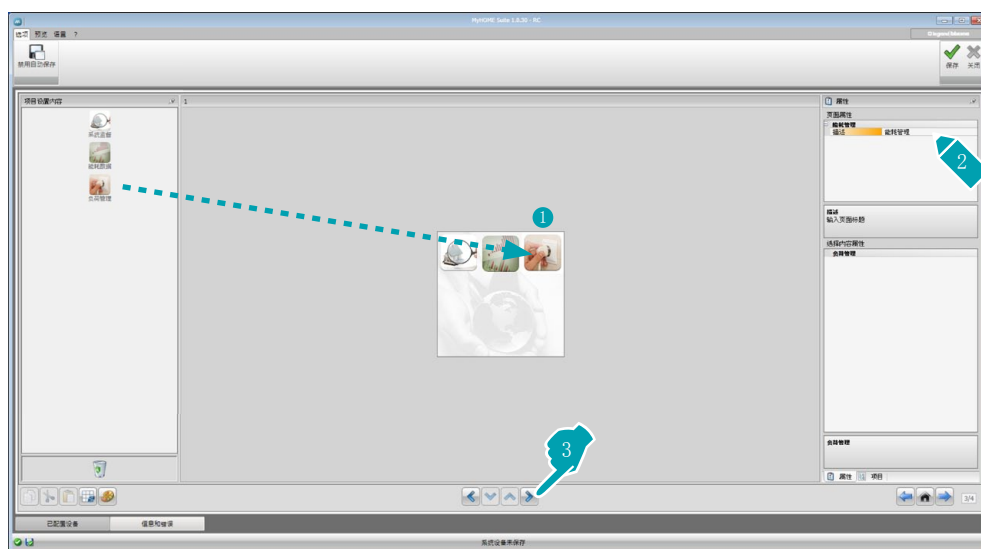 MyHOME Suite 1.0.30 - RC
选项 预览 语言 ?
禁用自动保存
保存 关闭
项目设置内容
1
系统监督
能耗数据
负荷管理
1
属性
页面属性
能耗管理
描述 能耗管理
2
描述
输入页面标题
选择内容属性
负荷管理
3
负荷管理
属性 项目
3/4
已配置设备 信息和错误
系统设备未保存